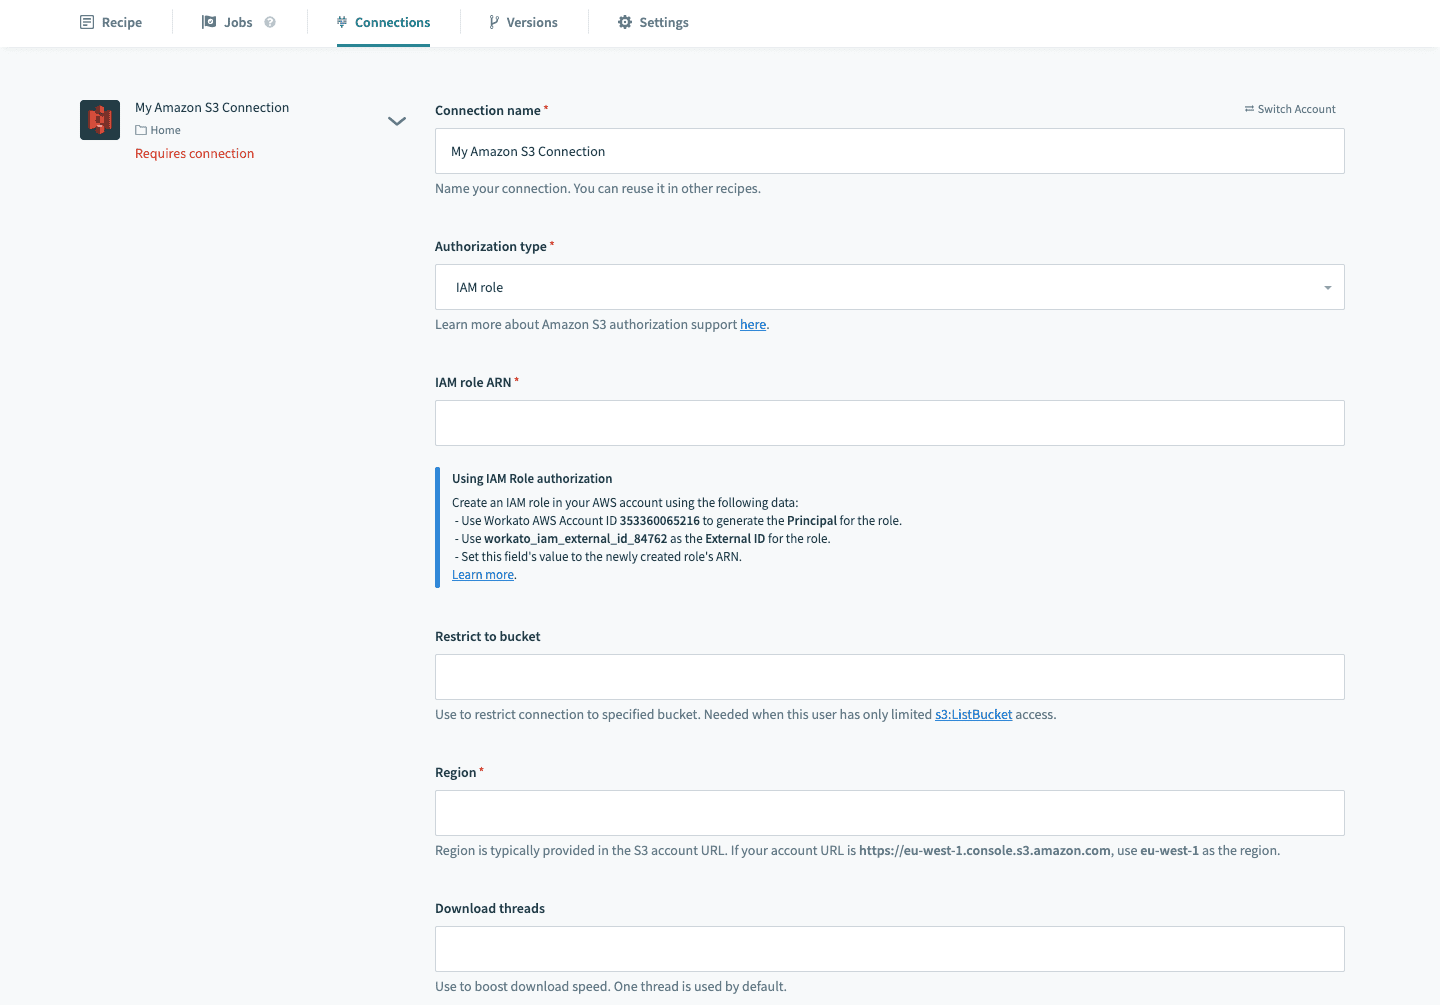 Recipe
Jobs
Connections
Versions
Settings
My Amazon S3 Connection
Home
Requires connection
Connection name *
Switch Account
My Amazon S3 Connection
Name your connection. You can reuse it in other recipes.
Authorization type *
IAM role
Learn more about Amazon S3 authorization support here.
IAM role ARN *
Using IAM Role authorization
Create an IAM role in your AWS account using the following data:
- Use Workato AWS Account ID 353360065216 to generate the Principal for the role.
- Use workato_iam_external_id_84762 as the External ID for the role.
- Set this field's value to the newly created role's ARN.
Learn more.
Restrict to bucket
Use to restrict connection to specified bucket. Needed when this user has only limited s3:ListBucket access.
Region *
Region is typically provided in the S3 account URL. If your account URL is https://eu-west-1.console.s3.amazon.com, use eu-west-1 as the region.
Download threads
Use to boost download speed. One thread is used by default.